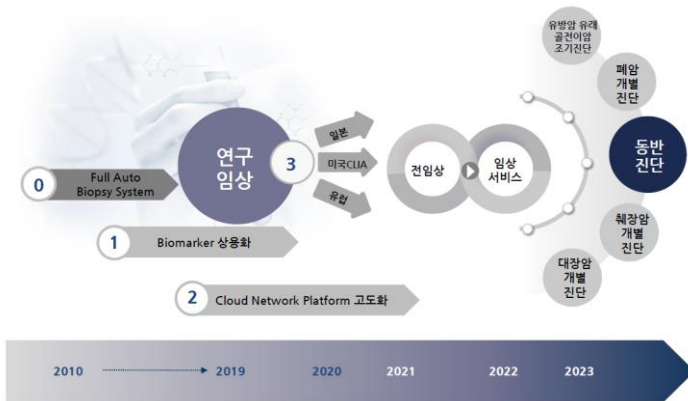 유방암 유래
골전이암
조기진단
폐암
개별
진단
동반
진단
췌장암
개별
진단
대장암
개별
진단
0
Full Auto
Biopsy System
연구
임상
3
일본
미국CLIA
유럽
전임상
임상
서비스
1
Biomarker 상용화
2
Cloud Network Platform 고도화
2010
2019
2020
2021
2022
2023